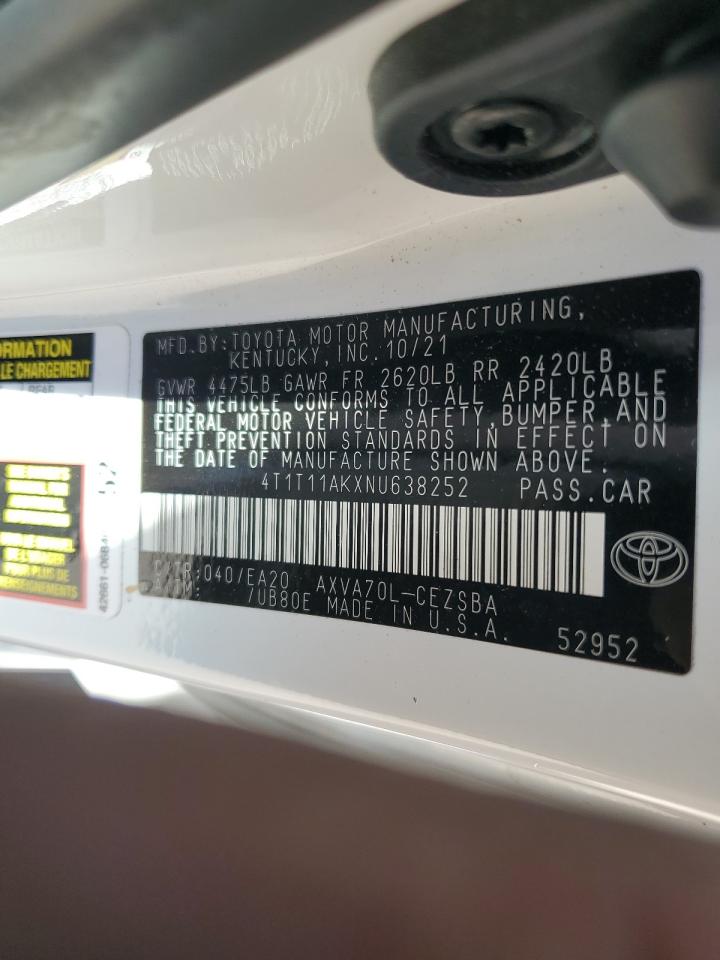 MFD.BY:TOYOTA MOTOR MANUFACTURING,
KENTUCKY, INC. 10/21
GVWR 4475LB GAWR FR 2620LB RR 2420LB
THIS VEHICLE CONFORMS TO ALL APPLICABLE
FEDERAL MOTOR VEHICLE SAFETY, BUMPER, AND
THEFT PREVENTION STANDARDS IN EFFECT ON
THE DATE OF MANUFACTURE SHOWN ABOVE.
4T1T11AKXNU638252 PASS.CAR
C/TR:040/EA20 AXVA70L-CEZSBA
7UB80E MADE IN U.S.A.
52952
LE CHARGEMENT